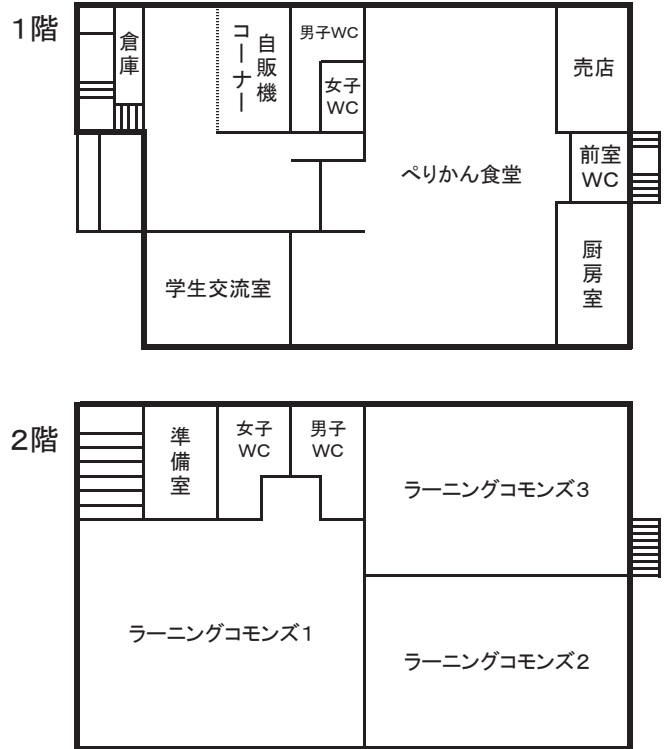 1階
倉庫
自販機
コーナー
男子WC
女子
WC
売店
ぺりかん食堂
前室
WC
学生交流室
厨房室
2階
準備室
女子
WC
男子
WC
ラーニングコモンズ3
ラーニングコモンズ1
ラーニングコモンズ2